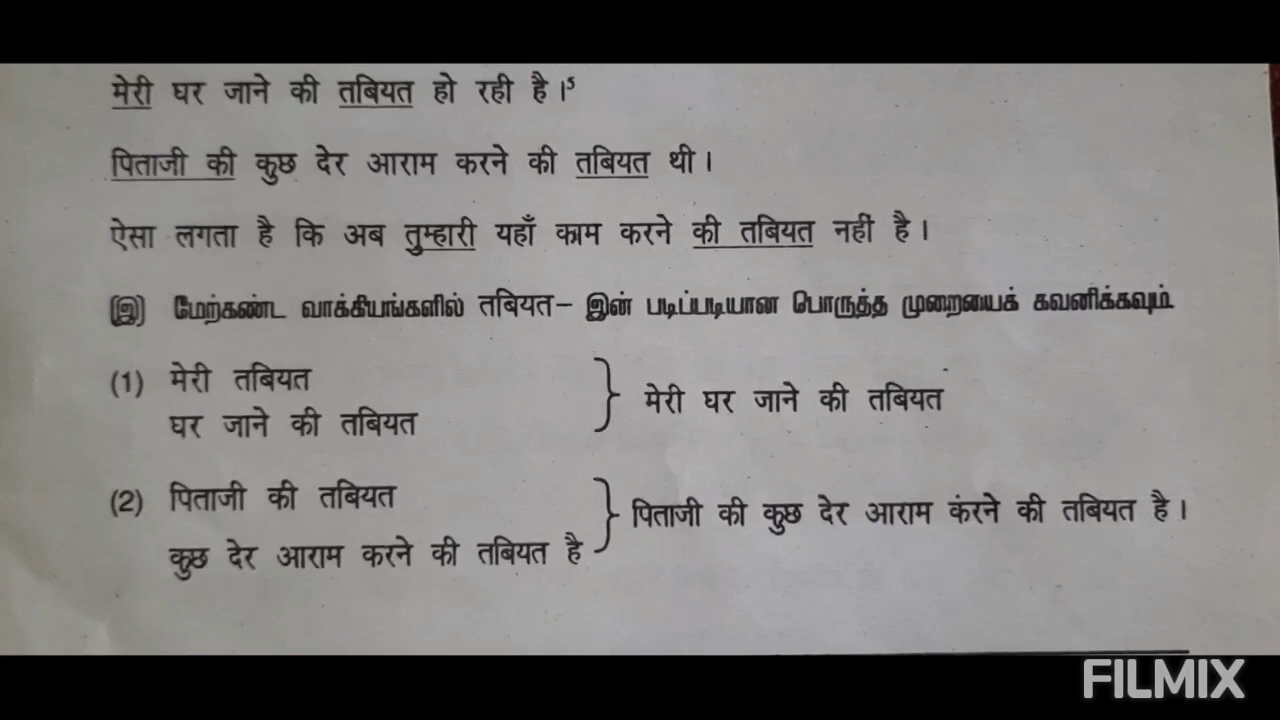 मेरी घर जाने की तबियत हो रही है।⁵
पिताजी की कुछ देर आराम करने की तबियत थी।
ऐसा लगता है कि अब तुम्हारी यहाँ काम करने की तबियत नहीं है।
(இ) மேற்கண்ட வாக்கியங்களில் तबियत– இன் படிப்படியான பொருத்த முறையைக் கவனிக்கவும்
(1) मेरी तबियत
घर जाने की तबियत
} मेरी घर जाने की तबियत
(2) पिताजी की तबियत
कुछ देर आराम करने की तबियत है
} पिताजी की कुछ देर आराम करने की तबियत है।
FILMIX